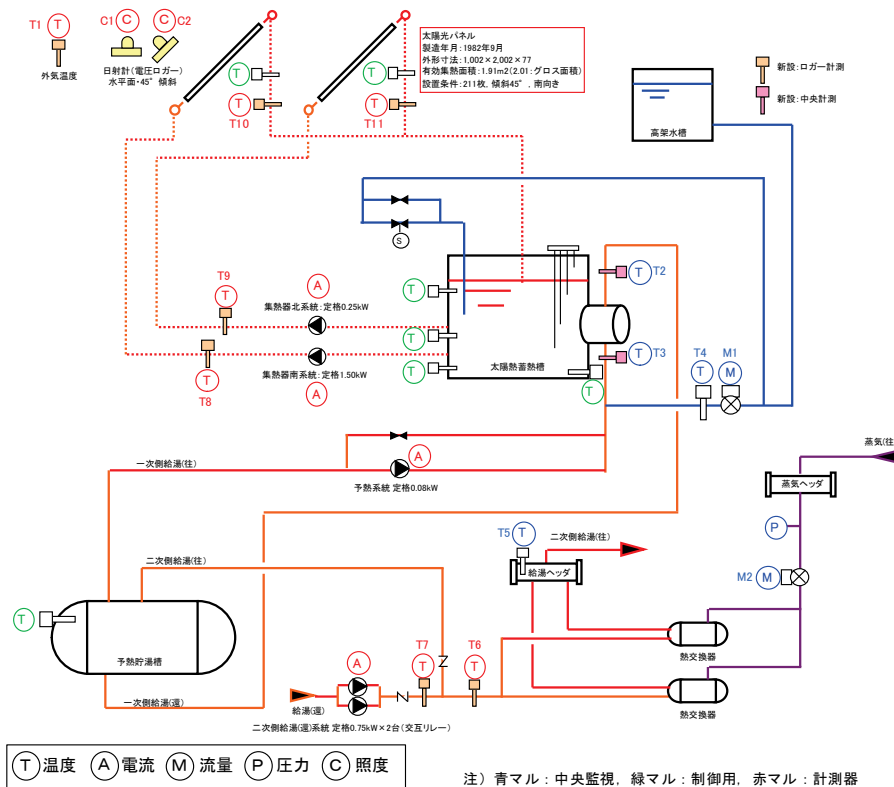 T1 T
外気温度
C1 C C C2
日射計(電圧ロガー)
水平面・45°傾斜
T
T
T10
T
T
T11
太陽光パネル
製造年月:1982年9月
外形寸法:1,002×2,002×77
有効集熱面積:1.91m2(2.01:グロス面積)
設置条件:211枚, 傾斜45°, 南向き
新設:ロガー計測
新設:中央計測
高架水槽
S
T T2
T
T9
T
A
集熱器北系統:定格0.25kW
T
T T3
太陽熱蓄熱槽
T
T
T4
T
M1
M
T
T8
集熱器南系統:定格1.50kW
A
一次側給湯(往)
A
予熱系統 定格0.08kW
蒸気(往
蒸気ヘッダ
P
T5 T
二次側給湯(往)
給湯ヘッダ
M2 M
二次側給湯(往)
T
予熱貯湯槽
熱交換器
一次側給湯(還)
A
T7
T
T6
T
給湯(還)
熱交換器
二次側給湯(還)系統 定格0.75kW×2台(交互リレー)
T 温度 A 電流 M 流量 P 圧力 C 照度
注) 青マル:中央監視, 緑マル:制御用, 赤マル:計測器